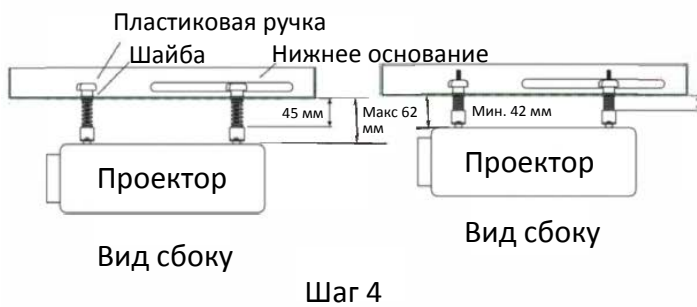 Пластиковая ручка
Шайба
Нижнее основание
45 мм
Макс 62
мм
Мин. 42 мм
Проектор
Проектор
Вид сбоку
Вид сбоку
Шаг 4